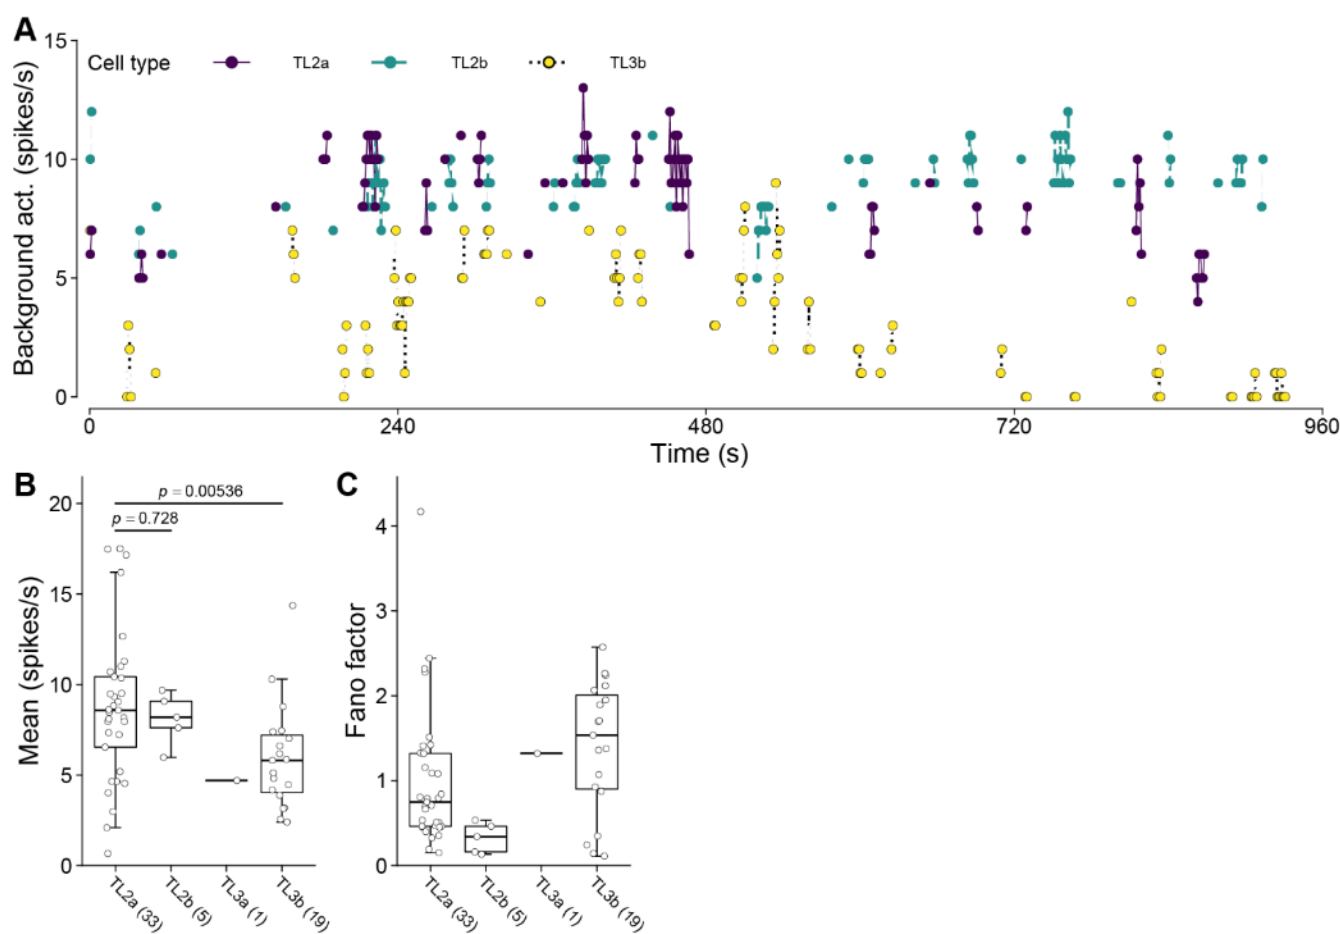 A
Cell type TL2a TL2b TL3b
Background act. (spikes/s)
15
10
5
0
0 240 480 720 960
Time (s)
B
Mean (spikes/s)
20
15
10
5
0
p = 0.00536
p = 0.728
TL2a (33) TL2b (5) TL3a (1) TL3b (19)
C
Fano factor
4
3
2
1
0
TL2a (33) TL2b (5) TL3a (1) TL3b (19)